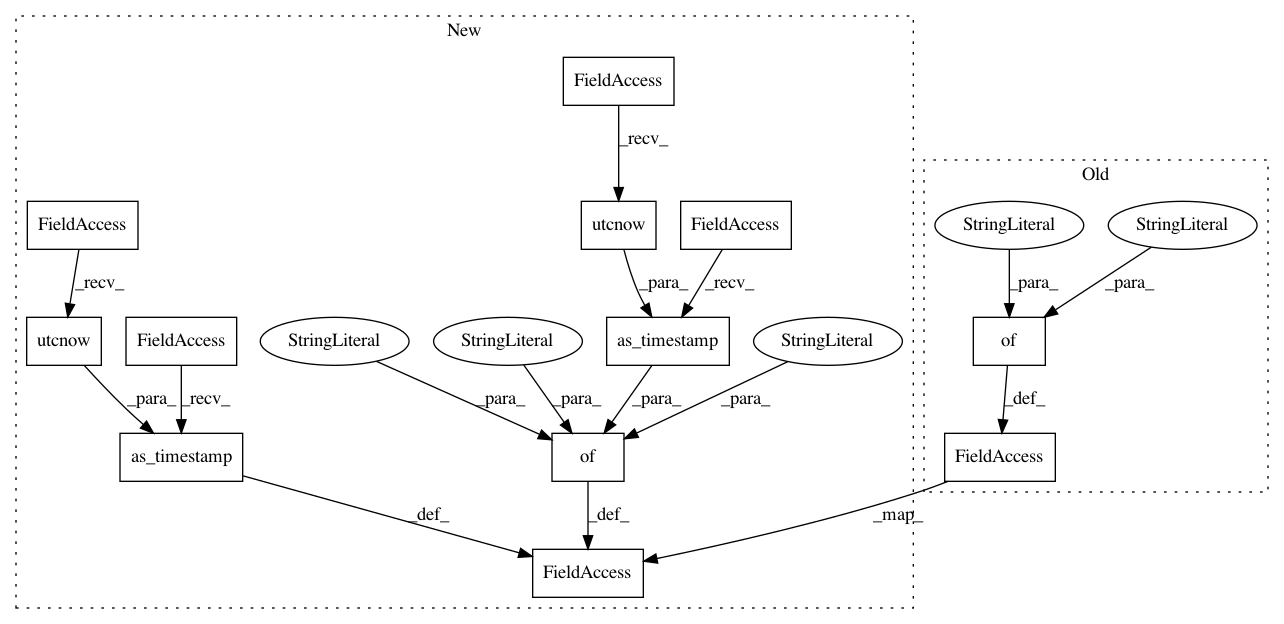 New
FieldAccess
_recv_
Old
FieldAccess
utcnow
FieldAccess
StringLiteral
StringLiteral
_recv_
_para_
_recv_
_para_
_para_
utcnow
FieldAccess
StringLiteral
StringLiteral
as_timestamp
StringLiteral
of
_para_
_recv_
_para_
_para_
_para_
_para_
_def_
as_timestamp
of
FieldAccess
_def_
_def_
_map_
FieldAccess